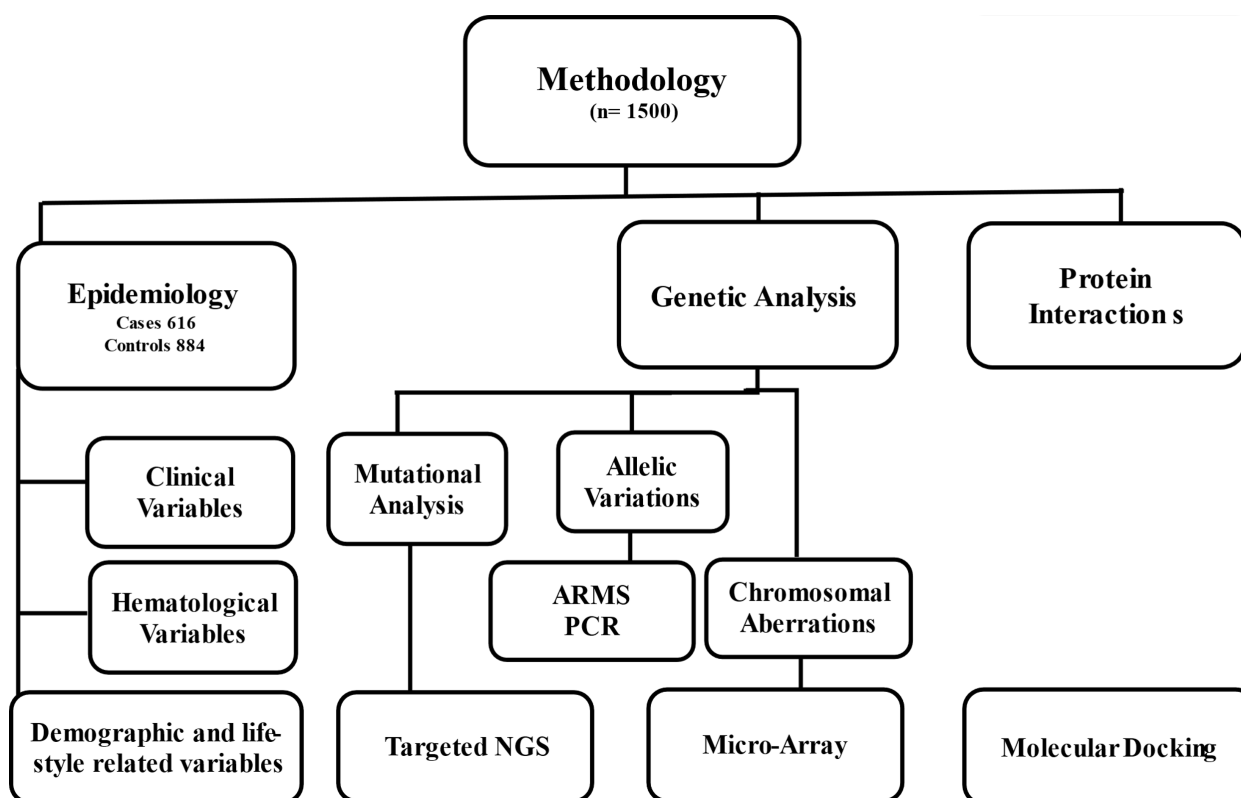 Methodology
(n= 1500)
Epidemiology
Cases 616
Controls 884
Genetic Analysis
Protein
Interactions
Clinical
Variables
Mutational
Analysis
Allelic
Variations
Hematological
Variables
ARMS
PCR
Chromosomal
Aberrations
Demographic and life-
style related variables
Targeted NGS
Micro-Array
Molecular Docking